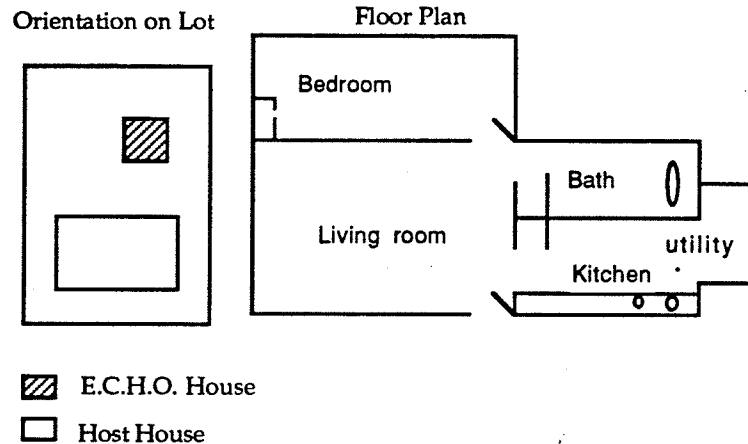 Orientation on Lot
Floor Plan
Bedroom
Bath
Living room
utility
Kitchen
E.C.H.O. House
Host House